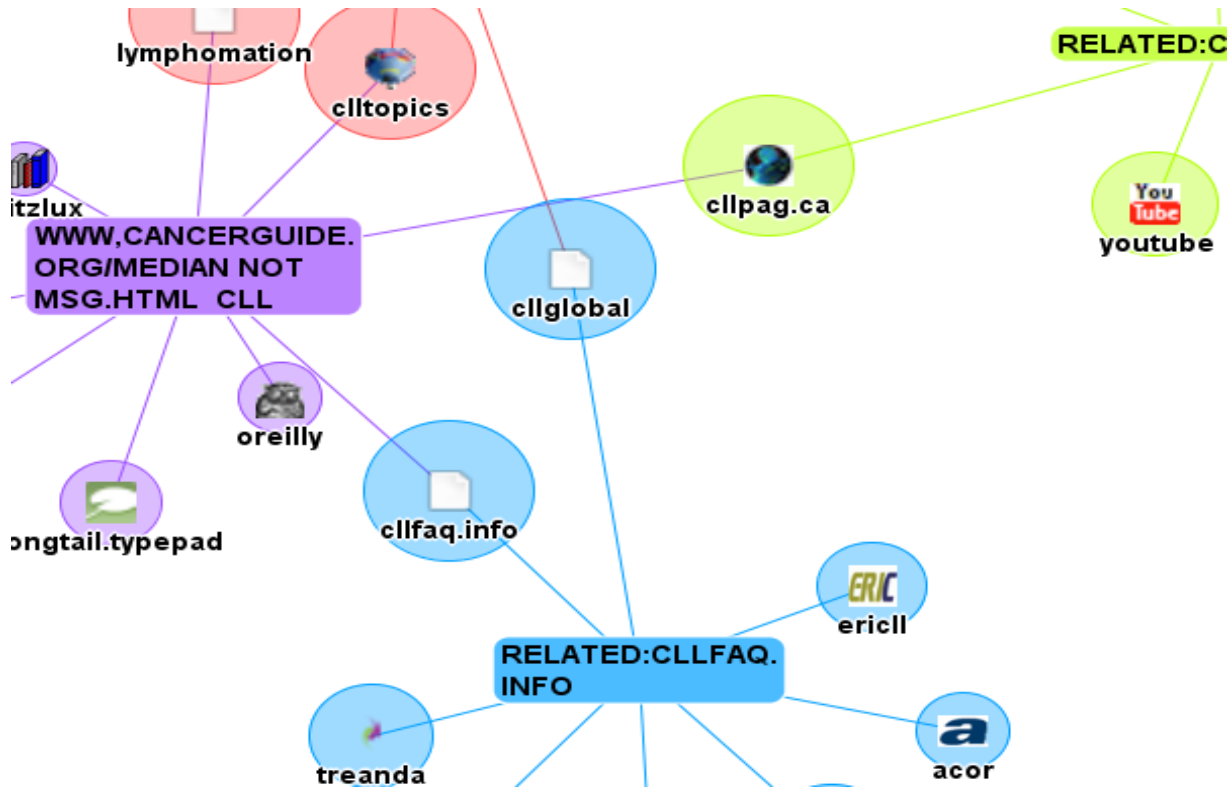 lymphomation
RELATED:C
clltopics
cllpag.ca
itzlux
You
Tube
youtube
WWW,CANCERGUIDE.
ORG/MEDIAN NOT
MSG.HTML CLL
cllglobal
oreilly
cllfaq.info
ongtail.typepad
ERIC
ericll
RELATED:CLLFAQ.
INFO
a
acor
treanda